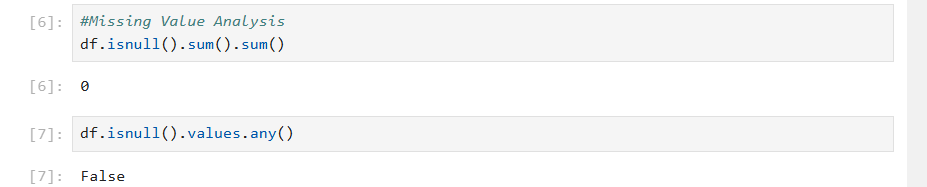 [6]: #Missing Value Analysis
df.isnull().sum().sum()
[6]: 0
[7]: df.isnull().values.any()
[7]: False